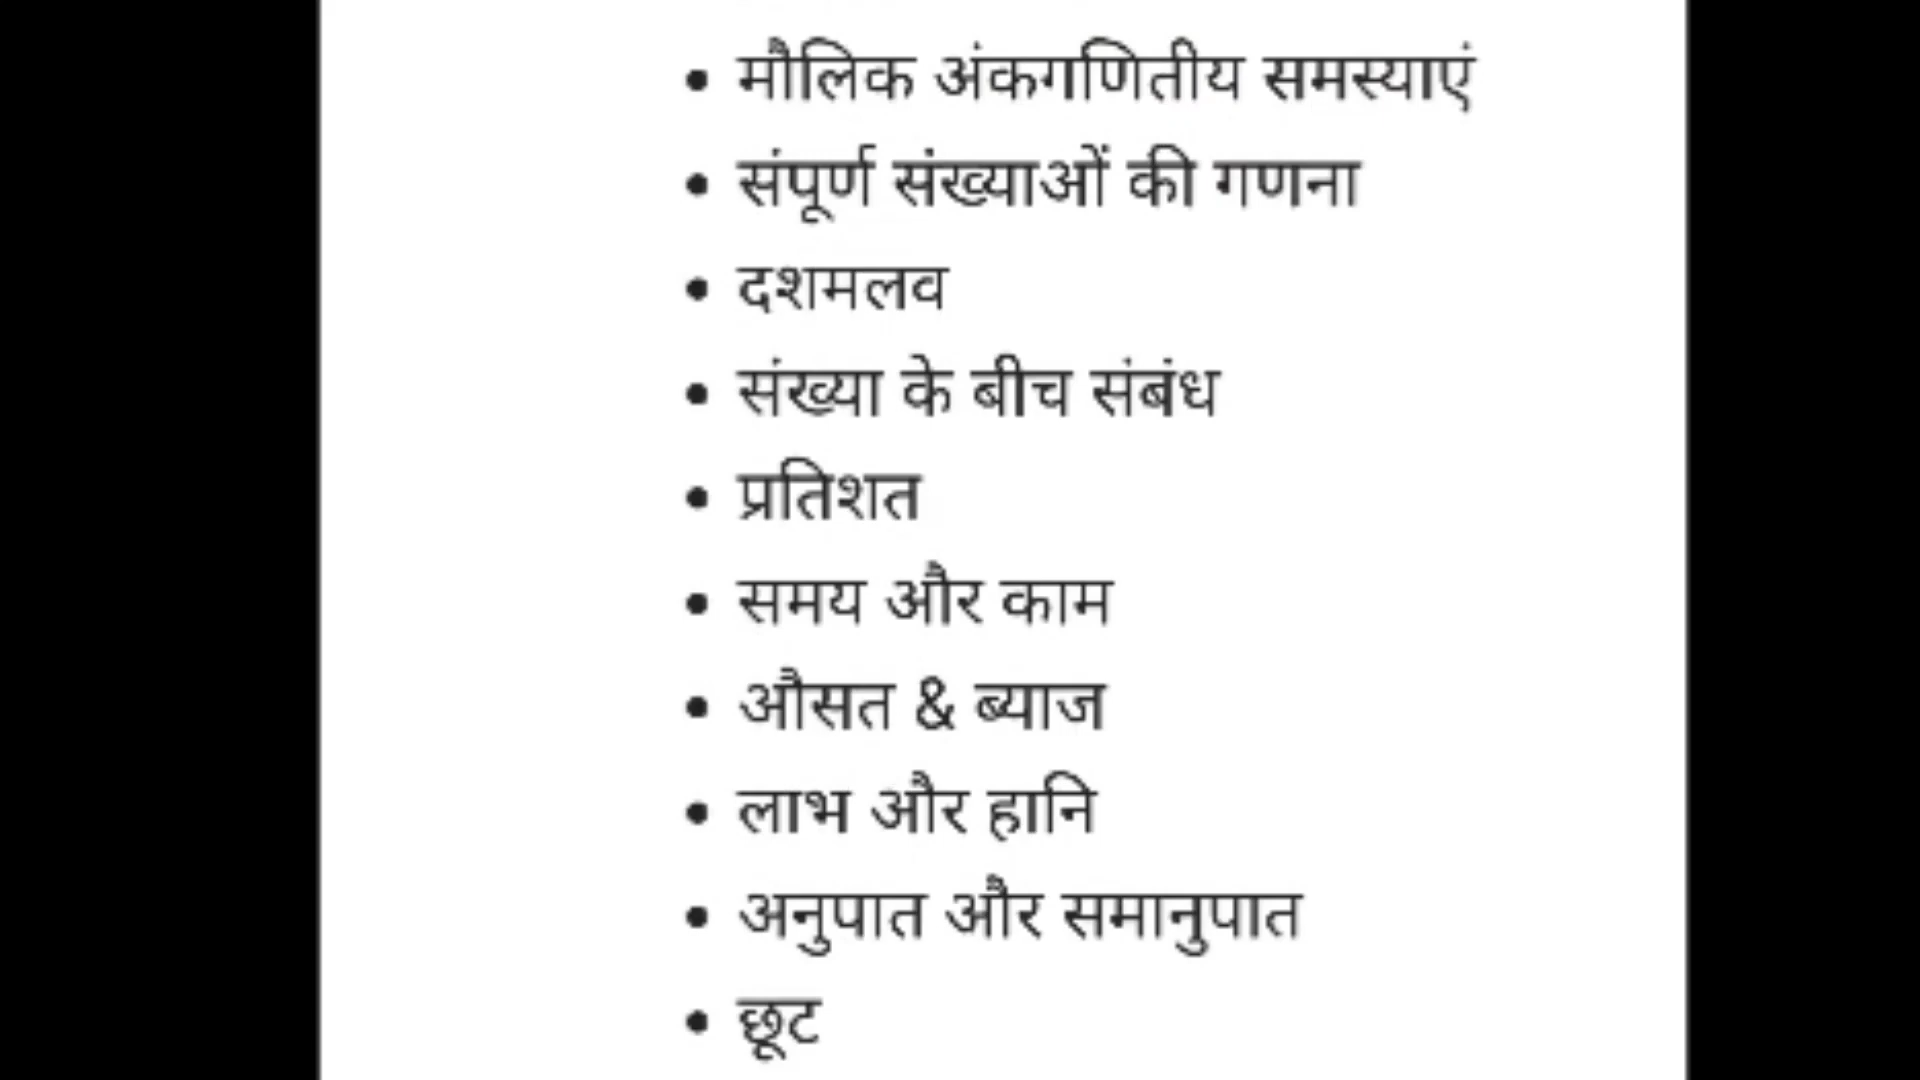 • मौलिक अंकगणितीय समस्याएं
• संपूर्ण संख्याओं की गणना
• दशमलव
• संख्या के बीच संबंध
• प्रतिशत
• समय और काम
• औसत & ब्याज
• लाभ और हानि
• अनुपात और समानुपात
• छूट